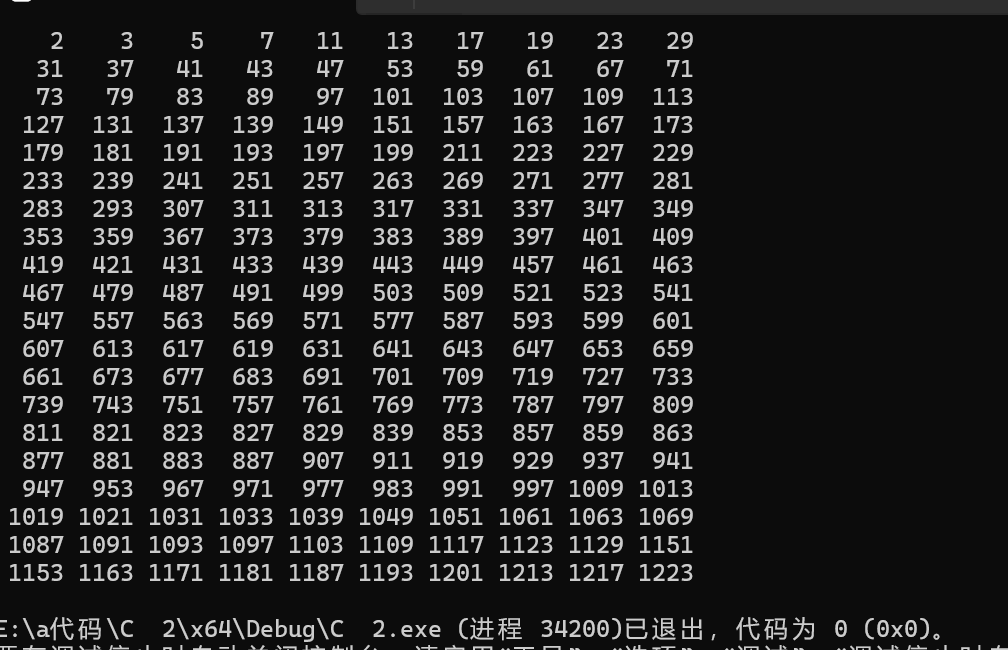 2 3 5 7 11 13 17 19 23 29
31 37 41 43 47 53 59 61 67 71
73 79 83 89 97 101 103 107 109 113
127 131 137 139 149 151 157 163 167 173
179 181 191 193 197 199 211 223 227 229
233 239 241 251 257 263 269 271 277 281
283 293 307 311 313 317 331 337 347 349
353 359 367 373 379 383 389 397 401 409
419 421 431 433 439 443 449 457 461 463
467 479 487 491 499 503 509 521 523 541
547 557 563 569 571 577 587 593 599 601
607 613 617 619 631 641 643 647 653 659
661 673 677 683 691 701 709 719 727 733
739 743 751 757 761 769 773 787 797 809
811 821 823 827 829 839 853 857 859 863
877 881 883 887 907 911 919 929 937 941
947 953 967 971 977 983 991 997 1009 1013
1019 1021 1031 1033 1039 1049 1051 1061 1063 1069
1087 1091 1093 1097 1103 1109 1117 1123 1129 1151
1153 1163 1171 1181 1187 1193 1201 1213 1217 1223
E:\a代码\C 2\x64\Debug\C 2.exe (进程 34200)已退出，代码为 0 (0x0)。